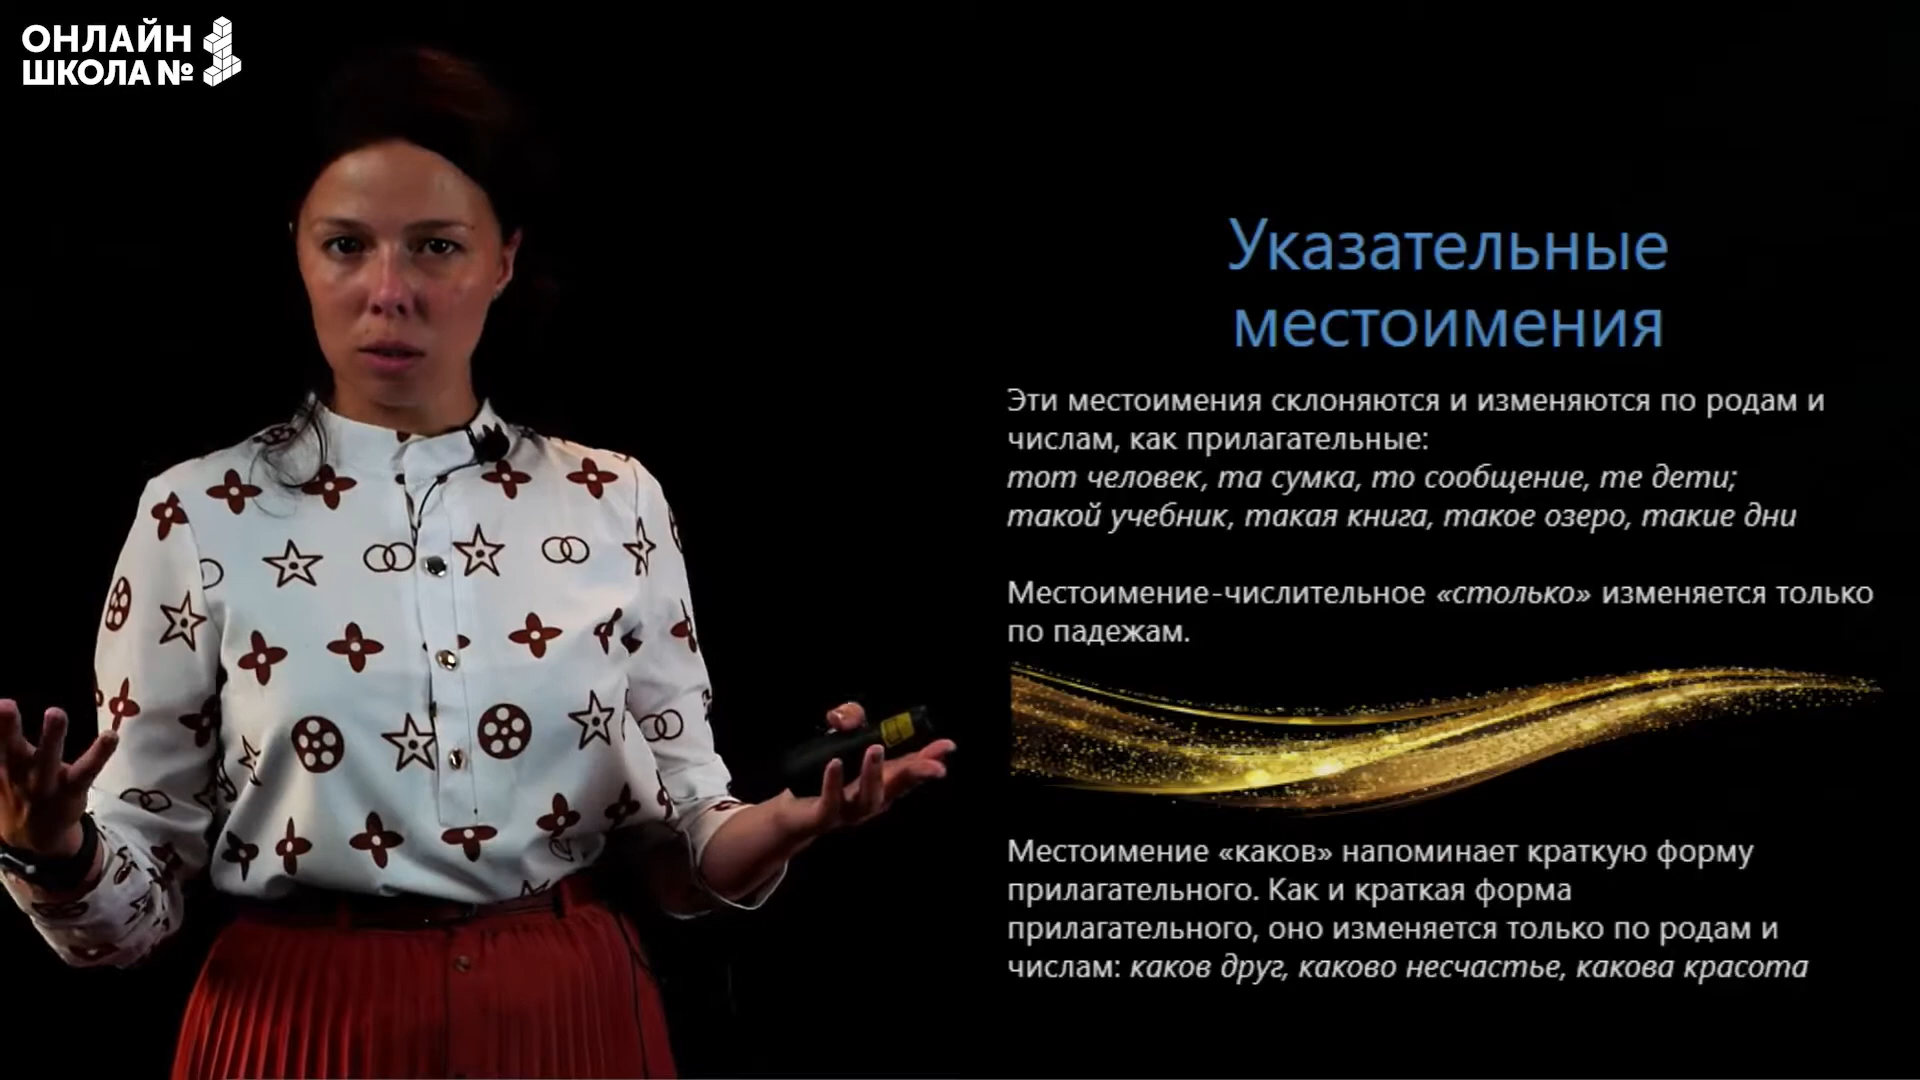 ОНЛАЙН
ШКОЛА №1
Указательные
местоимения
Эти местоимения склоняются и изменяются по родам и
числам, как прилагательные:
тот человек, та сумка, то сообщение, те дети;
такой учебник, такая книга, такое озеро, такие дни
Местоимение-числительное «столько» изменяется только
по падежам.
Местоимение «каков» напоминает краткую форму
прилагательного. Как и краткая форма
прилагательного, оно изменяется только по родам и
числам: каков друг, каково несчастье, какова красота